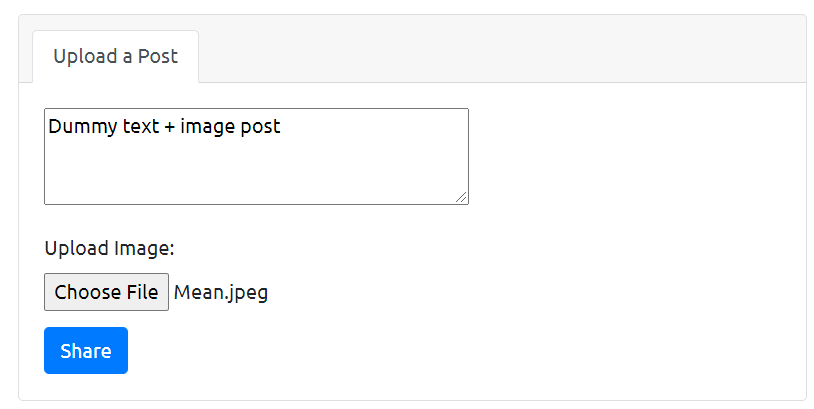 Upload a Post
Dummy text + image post
Upload Image:
Choose File Mean.jpeg
Share